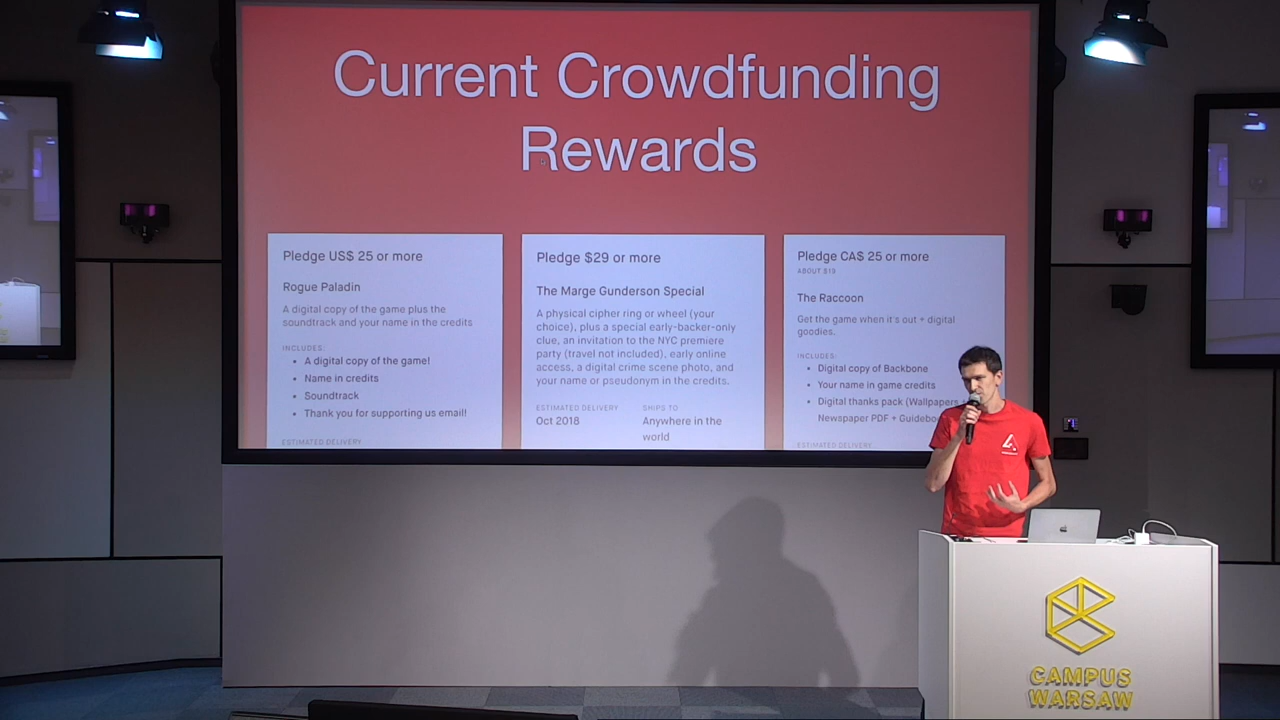 Current Crowdfunding
Rewards
Pledge US$ 25 or more
Rogue Paladin
A digital copy of the game plus the
soundtrack and your name in the credits
INCLUDES:
• A digital copy of the game!
• Name in credits
• Soundtrack
• Thank you for supporting us email!
ESTIMATED DELIVERY
Pledge $29 or more
The Marge Gunderson Special
A physical cipher ring or wheel (your
choice), plus a special early-backer-only
clue, an invitation to the NYC premiere
party (travel not included), early online
access, a digital crime scene photo, and
your name or pseudonym in the credits.
ESTIMATED DELIVERY
Oct 2018
SHIPS TO
Anywhere in the
world
Pledge CA$ 25 or more
ABOUT $19
The Raccoon
Get the game when it's out + digital
goodies.
INCLUDES:
• Digital copy of Backbone
• Your name in game credits
• Digital thanks pack (Wallpapers +
Newspaper PDF +
ESTIMATED DELIVERY
CAMPUS
WARSAW